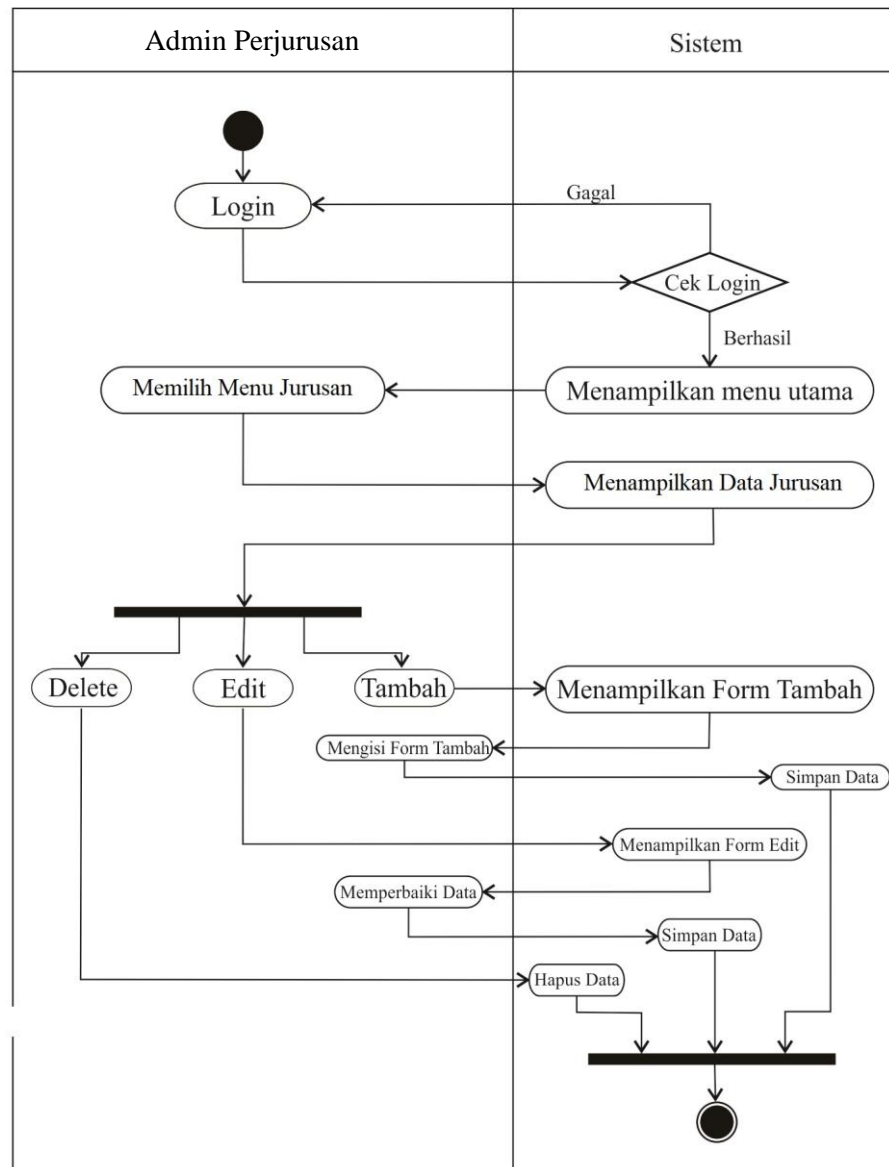 Admin Perjurusan
Sistem
Login
Gagal
Cek Login
Berhasil
Memilih Menu Jurusan
Menampilkan menu utama
Menampilkan Data Jurusan
Delete
Edit
Tambah
Menampilkan Form Tambah
Mengisi Form Tambah
Simpan Data
Menampilkan Form Edit
Memperbaiki Data
Simpan Data
Hapus Data